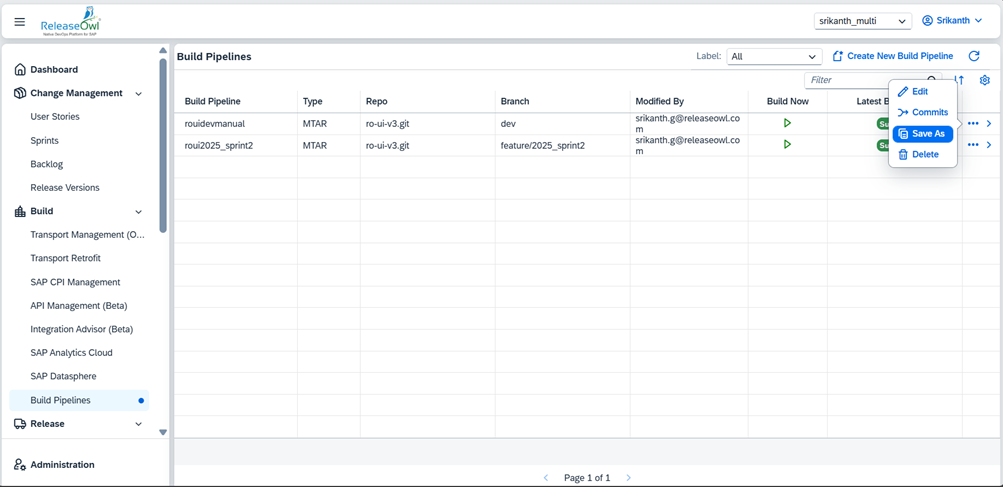 ReleaseOwl
Native DevOps Platform for SAP
srikanth_multi
Srikanth
Dashboard
Change Management
User Stories
Sprints
Backlog
Release Versions
Build
Transport Management (O...
Transport Retrofit
SAP CPI Management
API Management (Beta)
Integration Advisor (Beta)
SAP Analytics Cloud
SAP Datasphere
Build Pipelines
Release
Administration
Build Pipelines
Label:
All
Create New Build Pipeline
Filter
Build Pipeline Type Repo Branch Modified By Build Now Latest B
rouidevmanual MTAR ro-ui-v3.git dev srikanth.g@releaseowl.co
m
Su
roui2025_sprint2 MTAR ro-ui-v3.git feature/2025_sprint2 srikanth.g@releaseowl.co
m
Su
Edit
Commits
Save As
Delete
Page 1 of 1